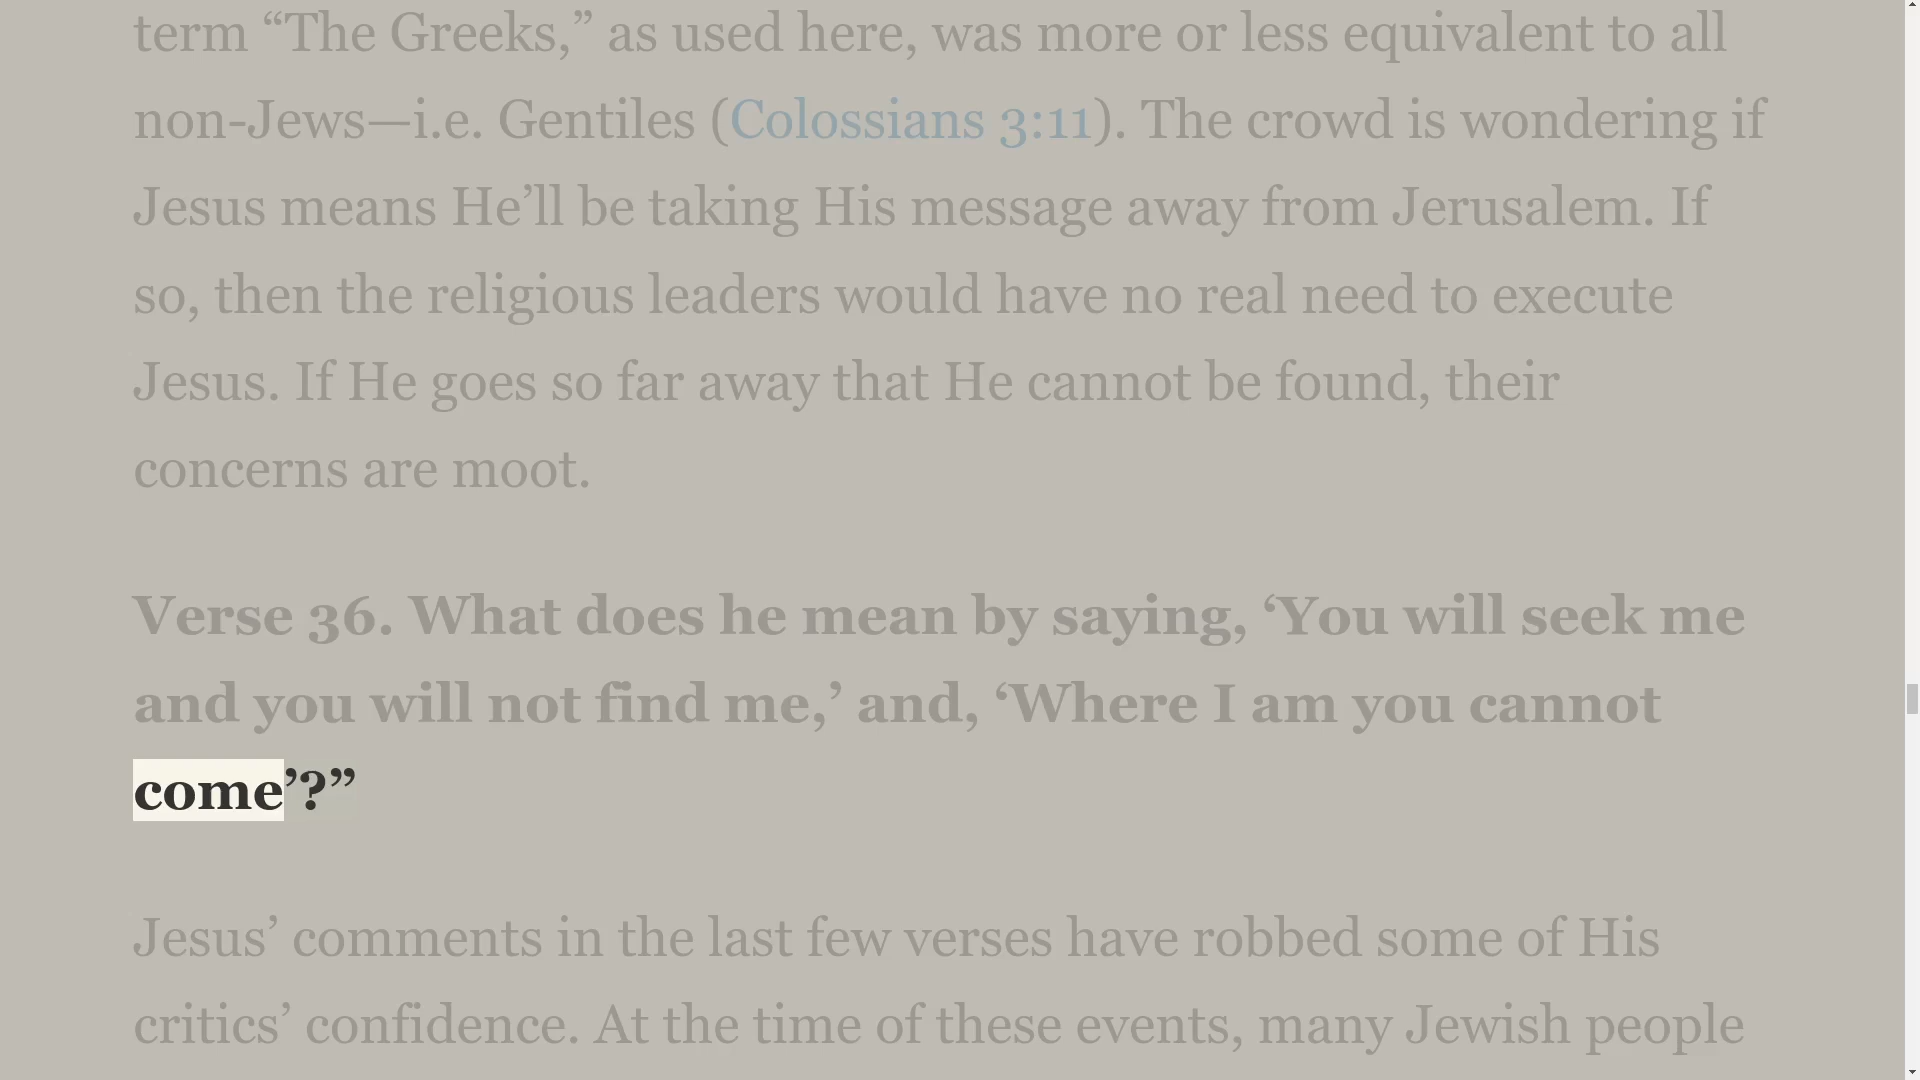 term “The Greeks,” as used here, was more or less equivalent to all
non-Jews—i.e. Gentiles (Colossians 3:11). The crowd is wondering if
Jesus means He’ll be taking His message away from Jerusalem. If
so, then the religious leaders would have no real need to execute
Jesus. If He goes so far away that He cannot be found, their
concerns are moot.
Verse 36. What does he mean by saying, ‘You will seek me
and you will not find me,’ and, ‘Where I am you cannot
come’?”
Jesus’ comments in the last few verses have robbed some of His
critics’ confidence. At the time of these events, many Jewish people